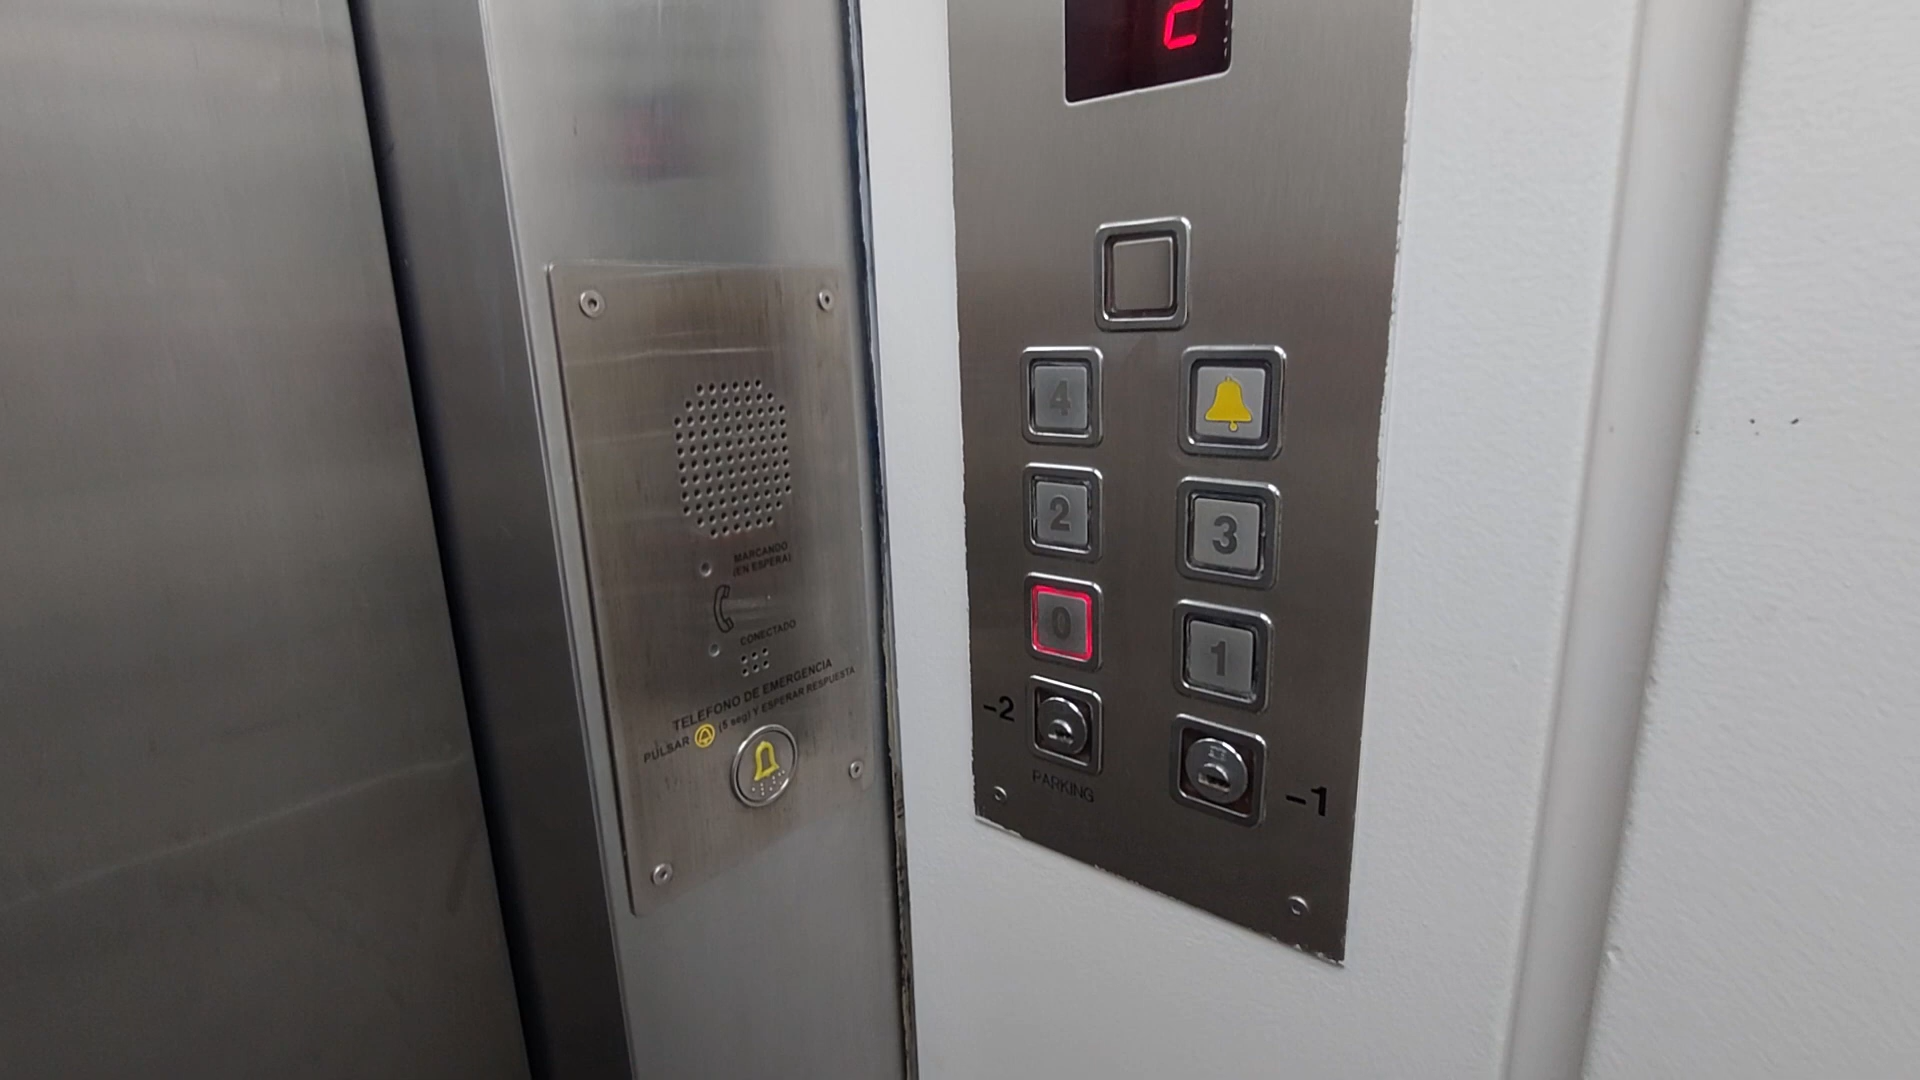 MARCANDO
(EN ESPERA)
CONECTADO
TELEFONO DE EMERGENCIA
PULSAR (5 seg) Y ESPERAR RESPUESTA
4
2
3
0
1
-2
PARKING
-1